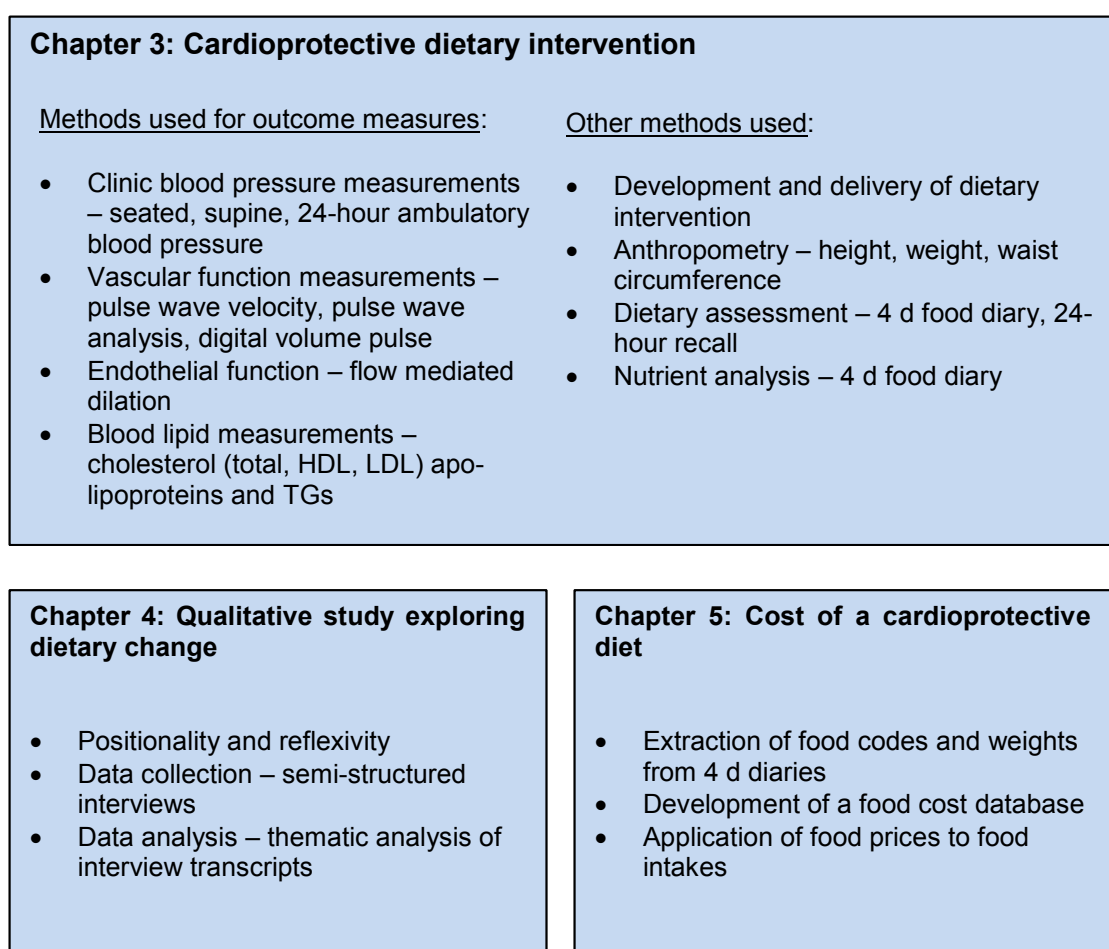 Chapter 3: Cardioprotective dietary intervention
Methods used for outcome measures:
• Clinic blood pressure measurements
– seated, supine, 24-hour ambulatory
blood pressure
• Vascular function measurements –
pulse wave velocity, pulse wave
analysis, digital volume pulse
• Endothelial function – flow mediated
dilation
• Blood lipid measurements –
cholesterol (total, HDL, LDL) apo-
lipoproteins and TGs
Other methods used:
• Development and delivery of dietary
intervention
• Anthropometry – height, weight, waist
circumference
• Dietary assessment – 4 d food diary, 24-
hour recall
• Nutrient analysis – 4 d food diary
Chapter 4: Qualitative study exploring
dietary change
• Positionality and reflexivity
• Data collection – semi-structured
interviews
• Data analysis – thematic analysis of
interview transcripts
Chapter 5: Cost of a cardioprotective
diet
• Extraction of food codes and weights
from 4 d diaries
• Development of a food cost database
• Application of food prices to food
intakes